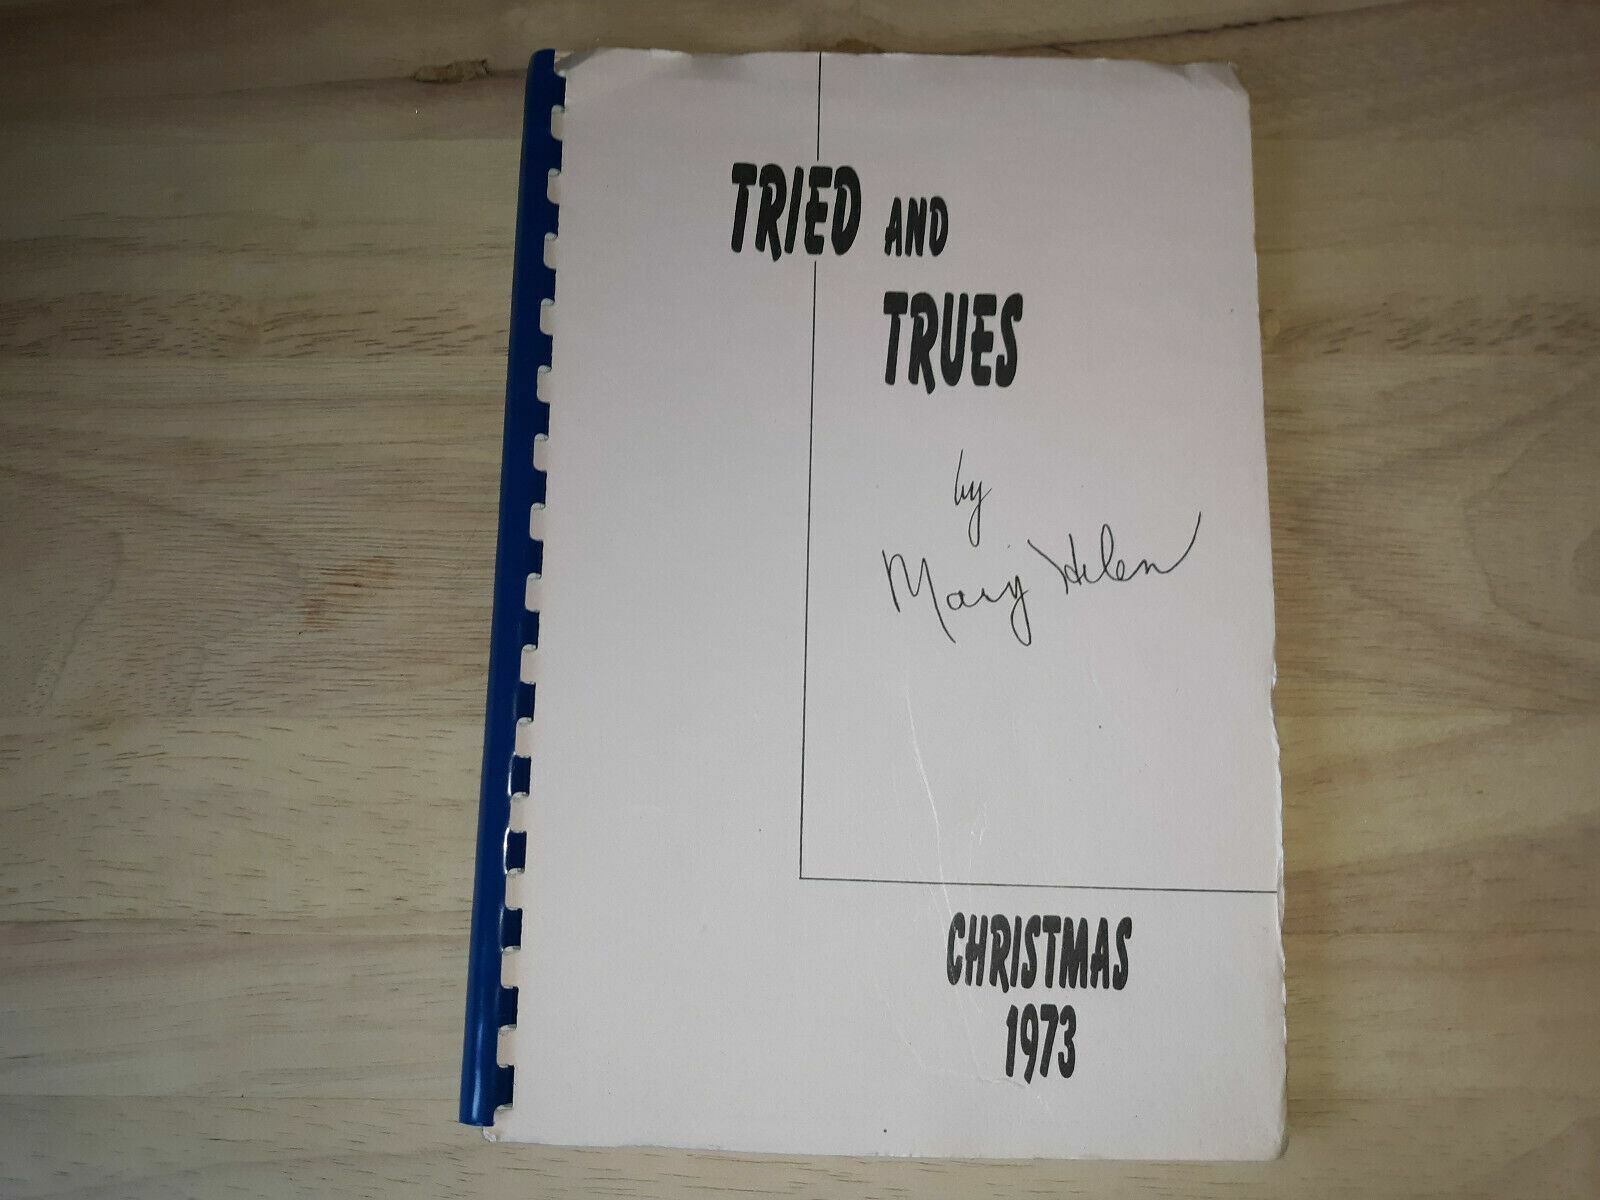 TRIED AND
TRUES
by
Mary Helen
CHRISTMAS
1973